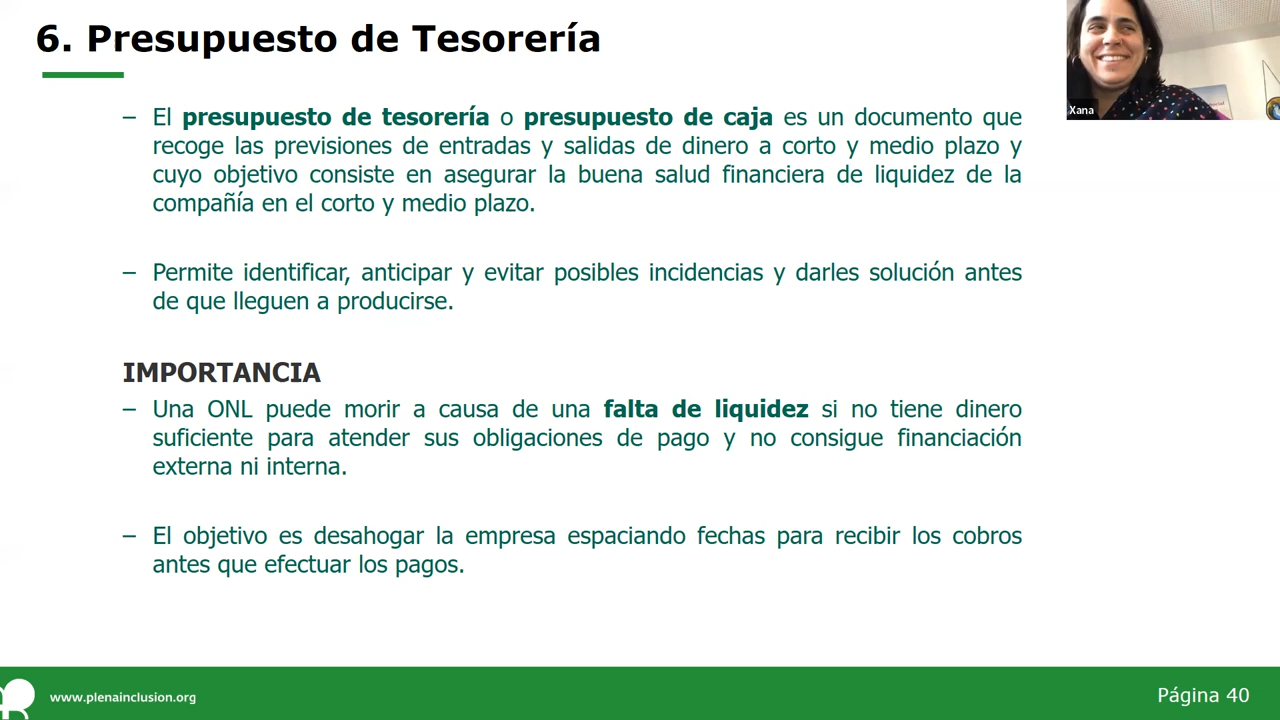 6. Presupuesto de Tesorería
Xana
– El presupuesto de tesorería o presupuesto de caja es un documento que
recoge las previsiones de entradas y salidas de dinero a corto y medio plazo y
cuyo objetivo consiste en asegurar la buena salud financiera de liquidez de la
compañía en el corto y medio plazo.
– Permite identificar, anticipar y evitar posibles incidencias y darles solución antes
de que lleguen a producirse.
IMPORTANCIA
– Una ONL puede morir a causa de una falta de liquidez si no tiene dinero
suficiente para atender sus obligaciones de pago y no consigue financiación
externa ni interna.
– El objetivo es desahogar la empresa espaciando fechas para recibir los cobros
antes que efectuar los pagos.
www.plenainclusion.org
Página 40